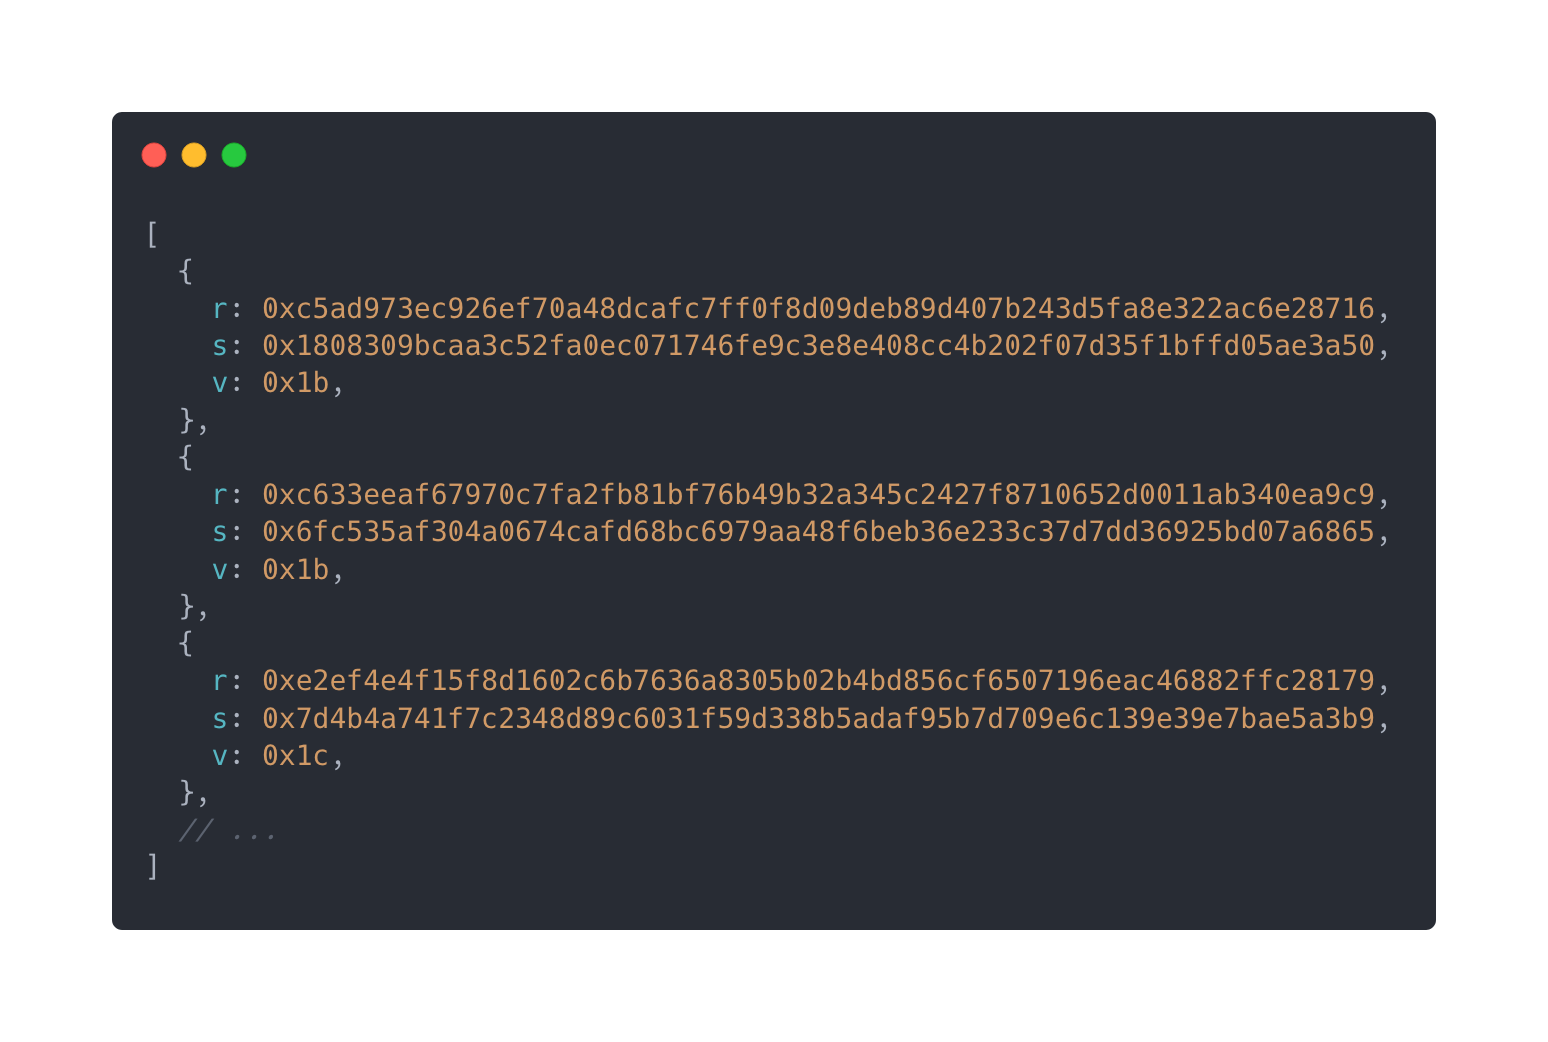 [
{
r: 0xc5ad973ec926ef70a48dcafc7ff0f8d09deb89d407b243d5fa8e322ac6e28716,
s: 0x1808309bcaa3c52fa0ec071746fe9c3e8e408cc4b202f07d35f1bffd05ae3a50,
v: 0x1b,
},
{
r: 0xc633eeaf67970c7fa2fb81bf76b49b32a345c2427f8710652d0011ab340ea9c9,
s: 0x6fc535af304a0674cafd68bc6979aa48f6beb36e233c37d7dd36925bd07a6865,
v: 0x1b,
},
{
r: 0xe2ef4e4f15f8d1602c6b7636a8305b02b4bd856cf6507196eac46882ffc28179,
s: 0x7d4b4a741f7c2348d89c6031f59d338b5adaf95b7d709e6c139e39e7bae5a3b9,
v: 0x1c,
},
// ...
]